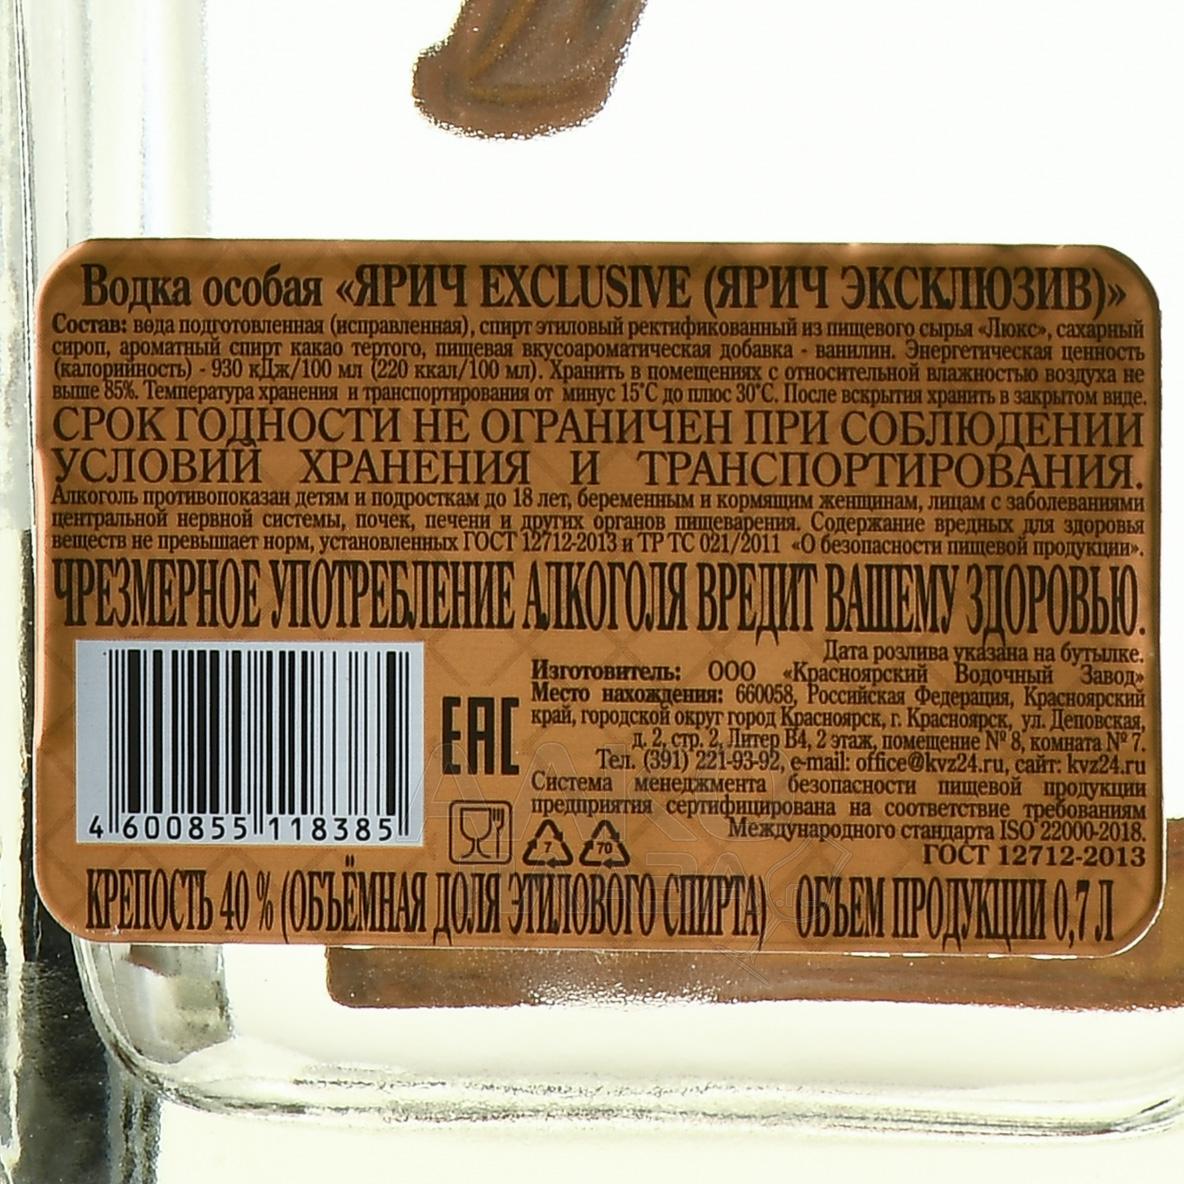 Водка особая «ЯРИЧ EXCLUSIVE (ЯРИЧ ЭКСКЛЮЗИВ)»
Состав: вода подготовленная (исправленная), спирт этиловый ректификованный из пищевого сырья «Люкс», сахарный
сироп, ароматный спирт какао тертого, пищевая вкусоароматическая добавка - ванилин. Энергетическая ценность
(калорийность) - 930 кДж/100 мл (220 ккал/100 мл). Хранить в помещениях с относительной влажностью воздуха не
выше 85%. Температура хранения и транспортирования от минус 15°С до плюс 30°С. После вскрытия хранить в закрытом виде.
СРОК ГОДНОСТИ НЕ ОГРАНИЧЕН ПРИ СОБЛЮДЕНИИ
УСЛОВИЙ ХРАНЕНИЯ И ТРАНСПОРТИРОВАНИЯ.
Алкоголь противопоказан детям и подросткам до 18 лет, беременным и кормящим женщинам, лицам с заболеваниями
центральной нервной системы, почек, печени и других органов пищеварения. Содержание вредных для здоровья
веществ не превышает норм, установленных ГОСТ 12712-2013 и ТР ТС 021/2011 «О безопасности пищевой продукции».
ЧРЕЗМЕРНОЕ УПОТРЕБЛЕНИЕ АЛКОГОЛЯ ВРЕДИТ ВАШЕМУ ЗДОРОВЬЮ.
Дата розлива указана на бутылке.
Изготовитель: ООО «Красноярский Водочный Завод»
Место нахождения: 660058, Российская Федерация, Красноярский
край, городской округ город Красноярск, г. Красноярск, ул. Деповская,
д. 2, стр. 2, Литер В4, 2 этаж, помещение № 8, комната № 7.
Тел. (391) 221-93-92, e-mail: office@kvz24.ru, сайт: kvz24.ru
Система менеджмента безопасности пищевой продукции
предприятия сертифицирована на соответствие требованиям
Международного стандарта ISO 22000-2018.
ГОСТ 12712-2013
EAC
4 600855 118385
7 70
КРЕПОСТЬ 40 % (ОБЪЁМНАЯ ДОЛЯ ЭТИЛОВОГО СПИРТА) ОБЪЕМ ПРОДУКЦИИ 0,7 Л